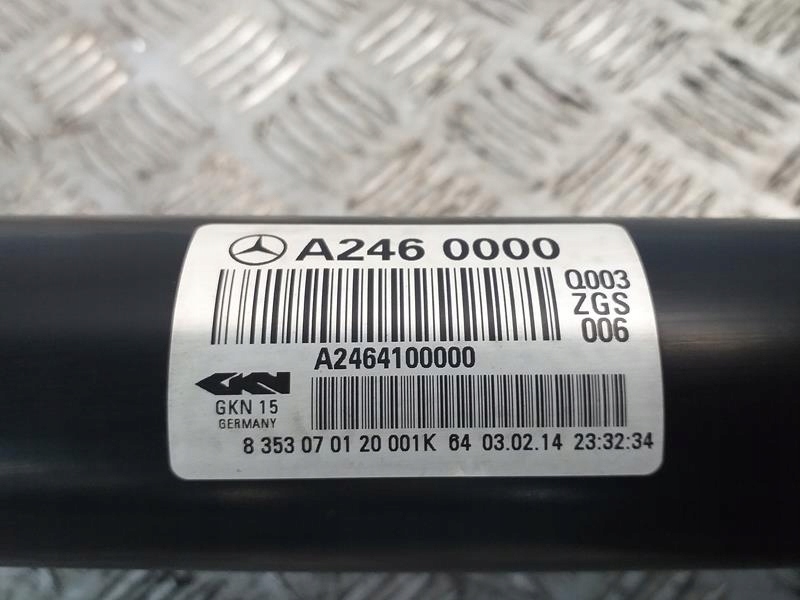 A246 0000
Q003
ZGS
006
A2464100000
GKN
GKN 15
GERMANY
8 353 07 01 20 001K 64 03.02.14 23:32:34